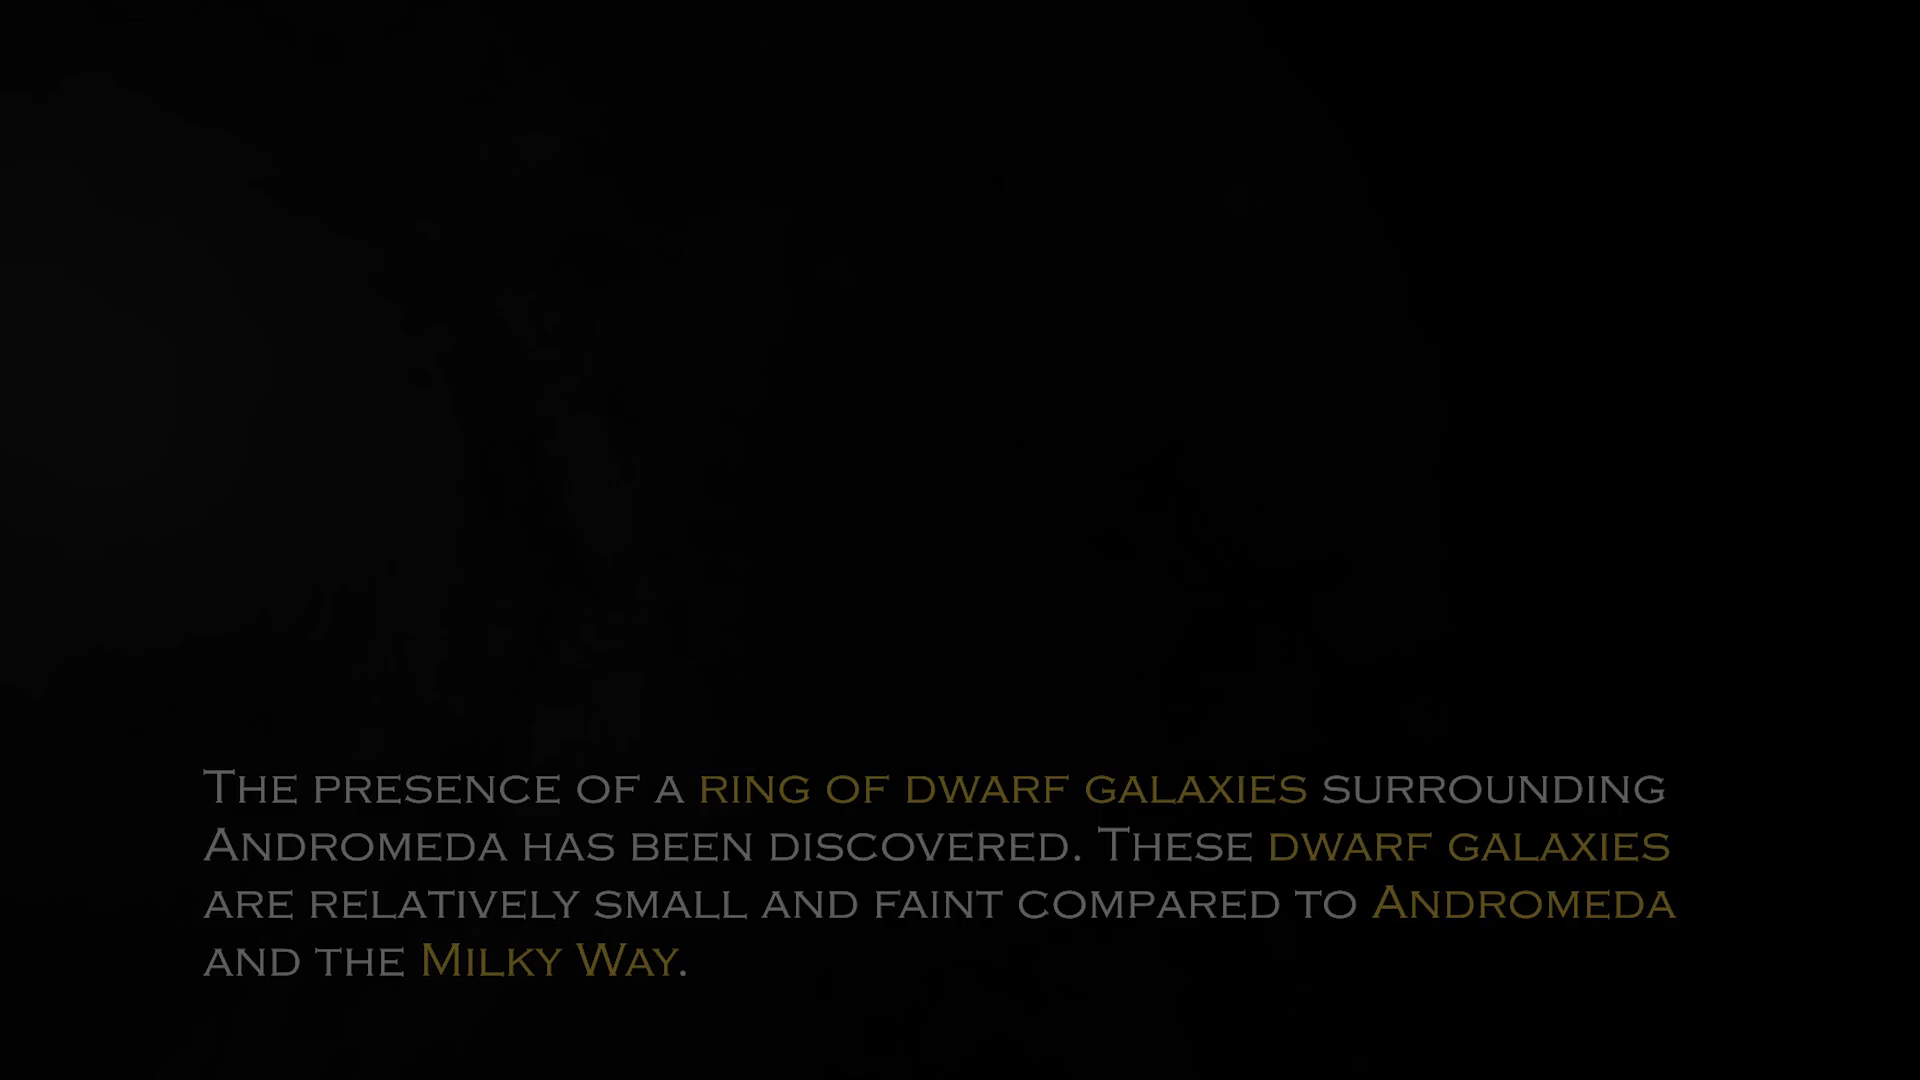 The presence of a ring of dwarf galaxies surrounding
Andromeda has been discovered. These dwarf galaxies
are relatively small and faint compared to Andromeda
and the Milky Way.